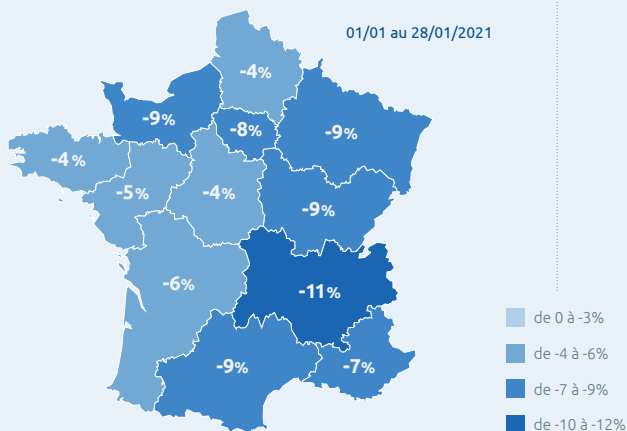 01/01 au 28/01/2021
-4%
-9%
-8%
-9%
-4%
-5%
-4%
-9%
-6%
-11%
-9%
-7%
de 0 à -3%
de -4 à -6%
de -7 à -9%
de -10 à -12%